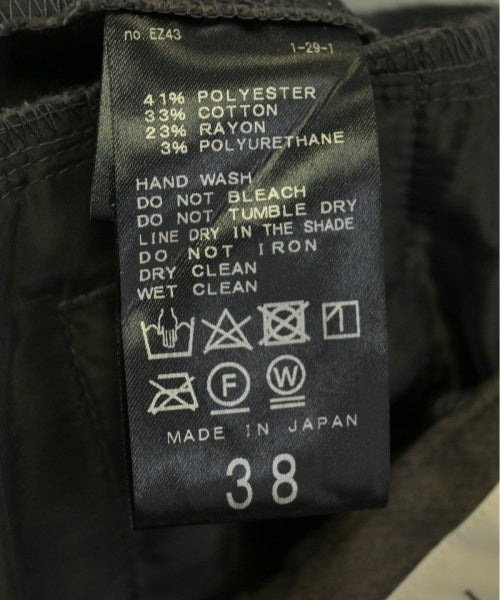 no. EZ43
1-29-1
41% POLYESTER
33% COTTON
23% RAYON
3% POLYURETHANE
HAND WASH
DO NOT BLEACH
DO NOT TUMBLE DRY
LINE DRY IN THE SHADE
DO NOT IRON
DRY CLEAN
WET CLEAN
F W
MADE IN JAPAN
38